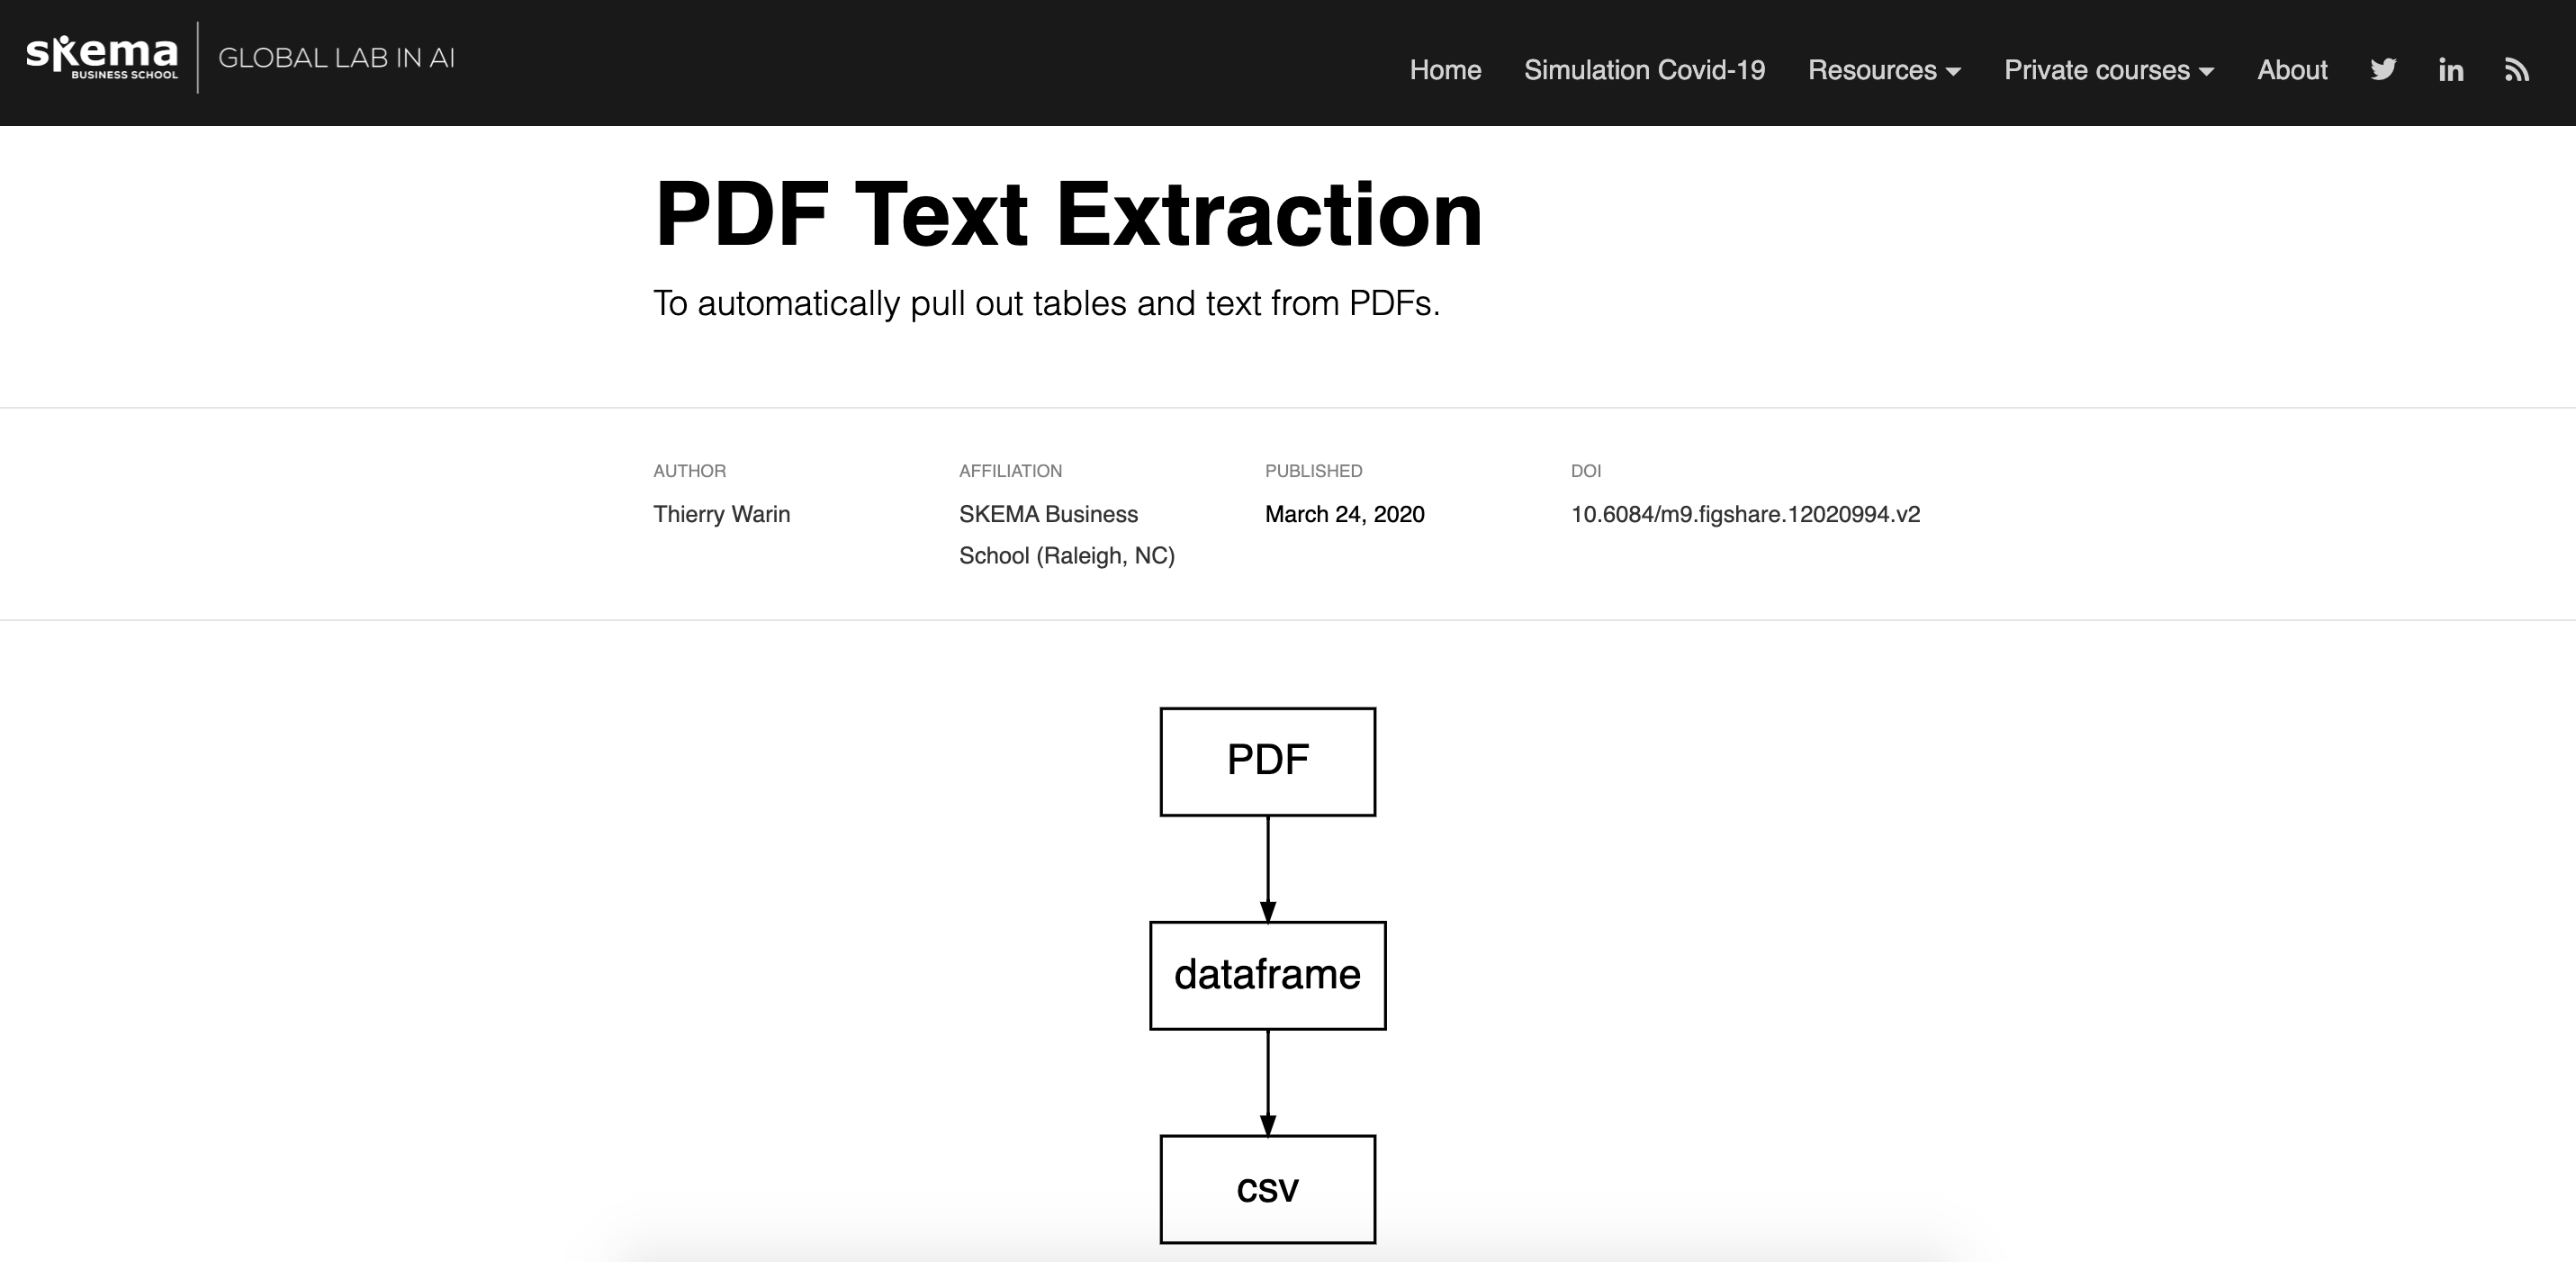 skema
BUSINESS SCHOOL
GLOBAL LAB IN AI
Home Simulation Covid-19 Resources Private courses About
PDF Text Extraction
To automatically pull out tables and text from PDFs.
AUTHOR AFFILIATION PUBLISHED DOI
Thierry Warin SKEMA Business March 24, 2020 10.6084/m9.figshare.12020994.v2
School (Raleigh, NC)
PDF
dataframe
csv